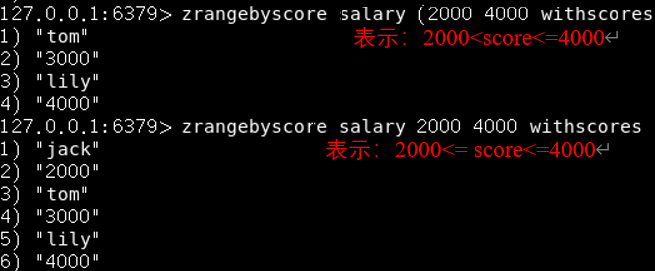 127.0.0.1:6379> zrangebyscore salary (2000 4000 withscores
1) "tom" 表示：2000<score<=4000↵
2) "3000"
3) "lily"
4) "4000"
127.0.0.1:6379> zrangebyscore salary 2000 4000 withscores
1) "jack" 表示：2000<= score<=4000↵
2) "2000"
3) "tom"
4) "3000"
5) "lily"
6) "4000"